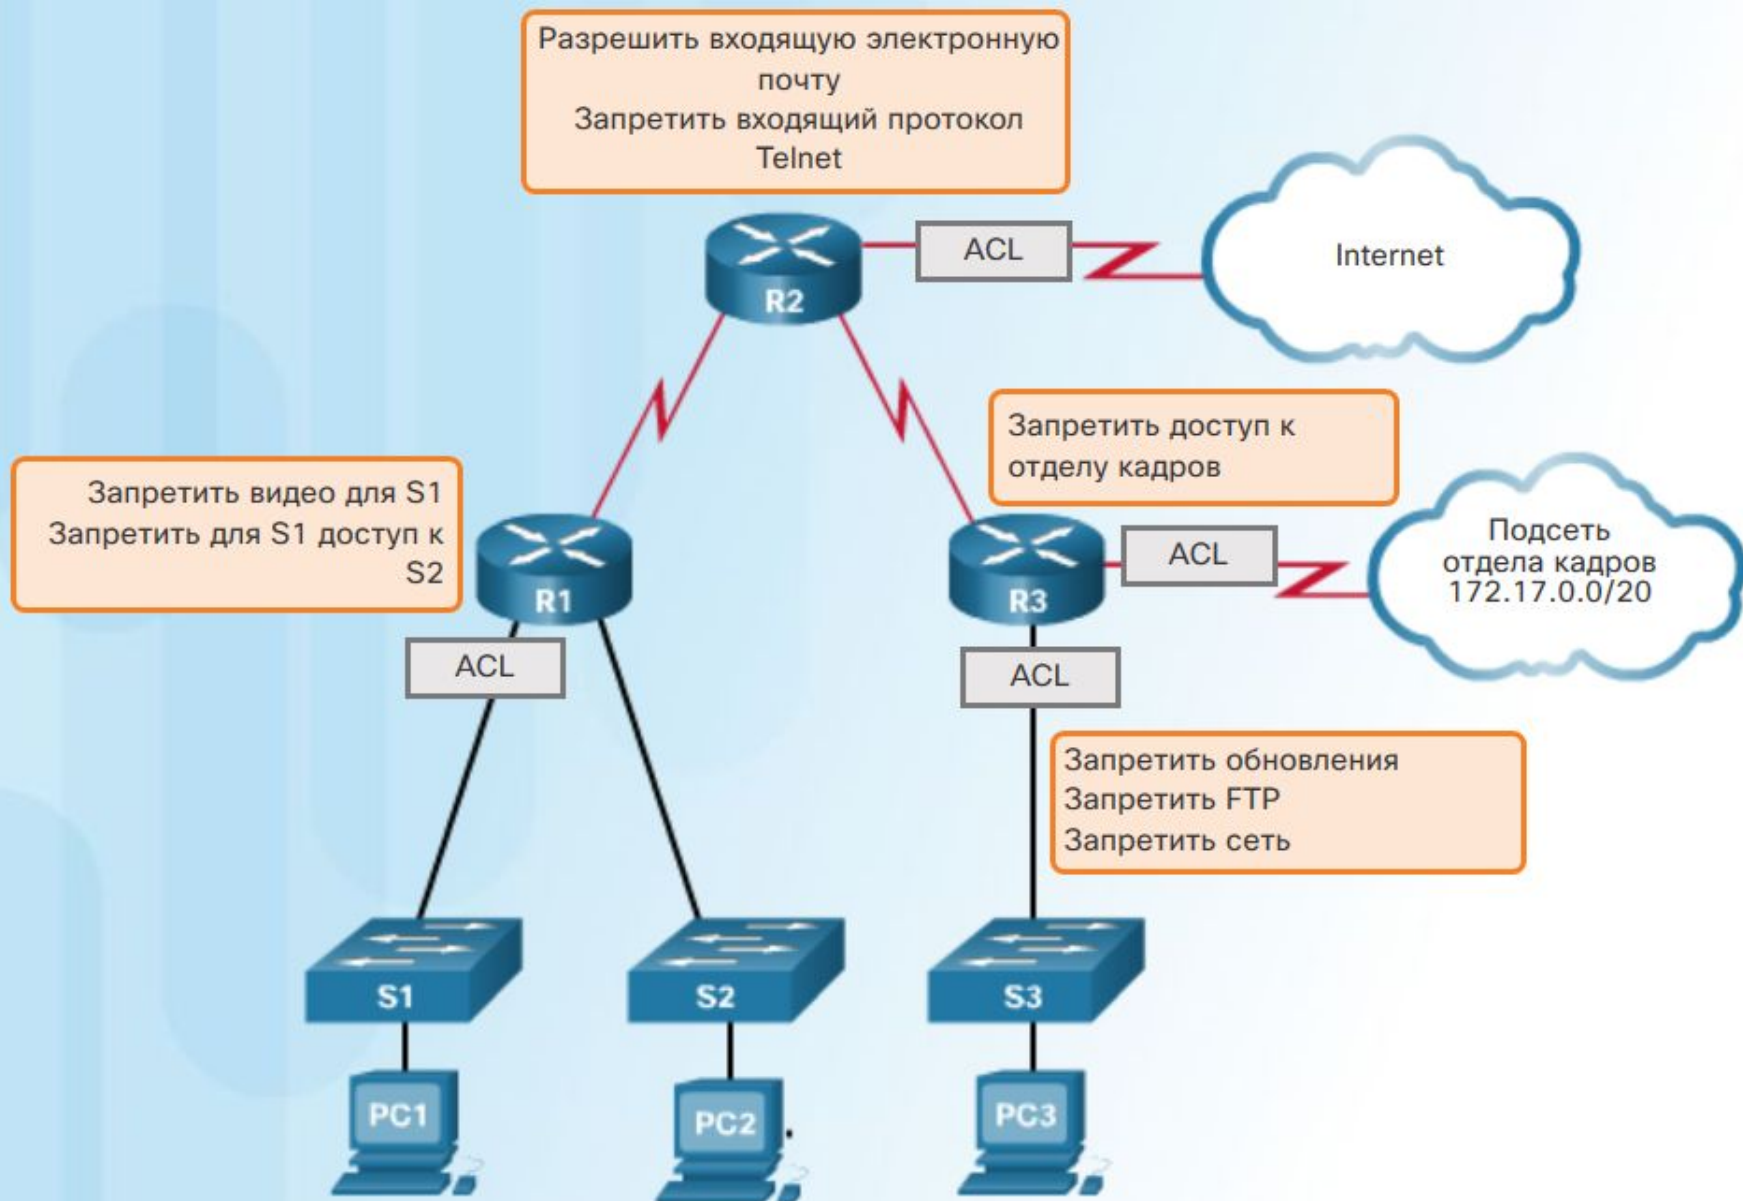 Разрешить входящую электронную
почту
Запретить входящий протокол
Telnet
ACL
Internet
R2
Запретить доступ к
отделу кадров
Запретить видео для S1
Запретить для S1 доступ к
S2
R1
R3
ACL
Подсеть
отдела кадров
172.17.0.0/20
ACL
ACL
Запретить обновления
Запретить FTP
Запретить сеть
S1
S2
S3
PC1
PC2
PC3